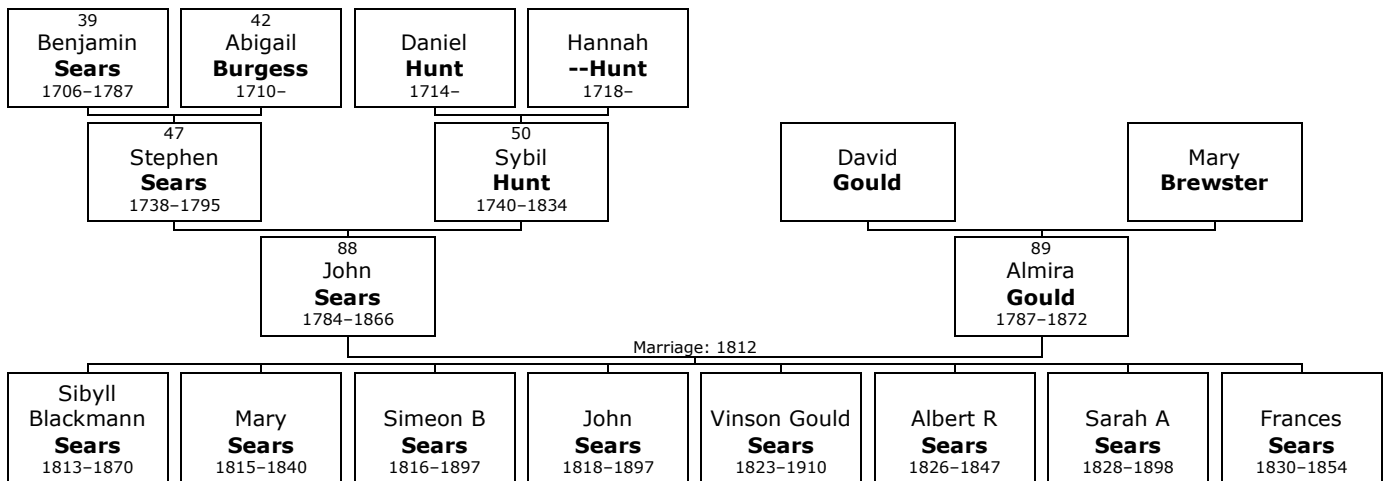 39
Benjamin
Sears
1706–1787
42
Abigail
Burgess
1710–
Daniel
Hunt
1714–
Hannah
--Hunt
1718–
47
Stephen
Sears
1738–1795
50
Sybil
Hunt
1740–1834
David
Gould
Mary
Brewster
88
John
Sears
1784–1866
89
Almira
Gould
1787–1872
Marriage: 1812
Sibyll
Blackmann
Sears
1813–1870
Mary
Sears
1815–1840
Simeon B
Sears
1816–1897
John
Sears
1818–1897
Vinson Gould
Sears
1823–1910
Albert R
Sears
1826–1847
Sarah A
Sears
1828–1898
Frances
Sears
1830–1854